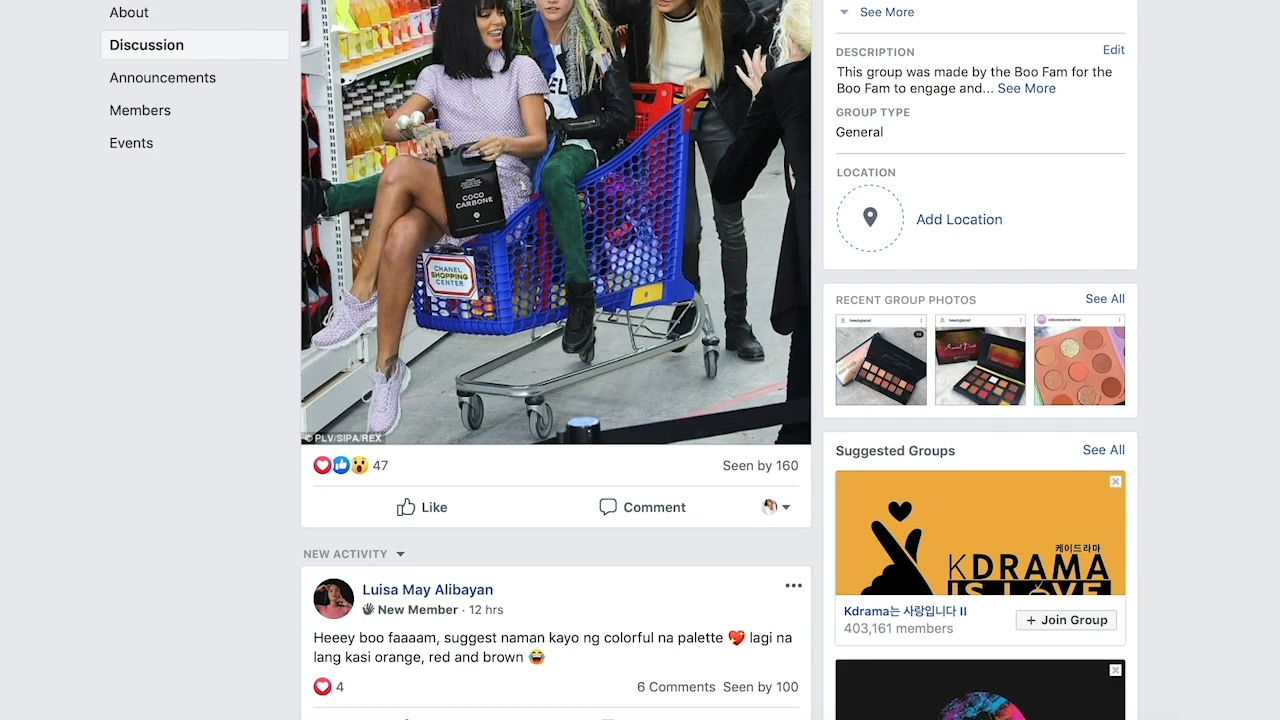 About
Discussion
Announcements
Members
Events
COCO
CARBONE
CHANEL
SHOPPING
CENTER
© PLV/SIPA/REX
47
Seen by 160
Like
Comment
NEW ACTIVITY
Luisa May Alibayan
New Member · 12 hrs
Heeey boo faaaam, suggest naman kayo ng colorful na palette 💖 lagi na
lang kasi orange, red and brown 😂
4
6 Comments Seen by 100
See More
DESCRIPTION
Edit
This group was made by the Boo Fam for the
Boo Fam to engage and... See More
GROUP TYPE
General
LOCATION
Add Location
RECENT GROUP PHOTOS
See All
beautyglazed
beautyglazed
colourpopcosmetics
Suggested Groups
See All
케이드라마
KDRAMA
IS LOVE
Kdrama는 사랑입니다 II
403,161 members
+ Join Group